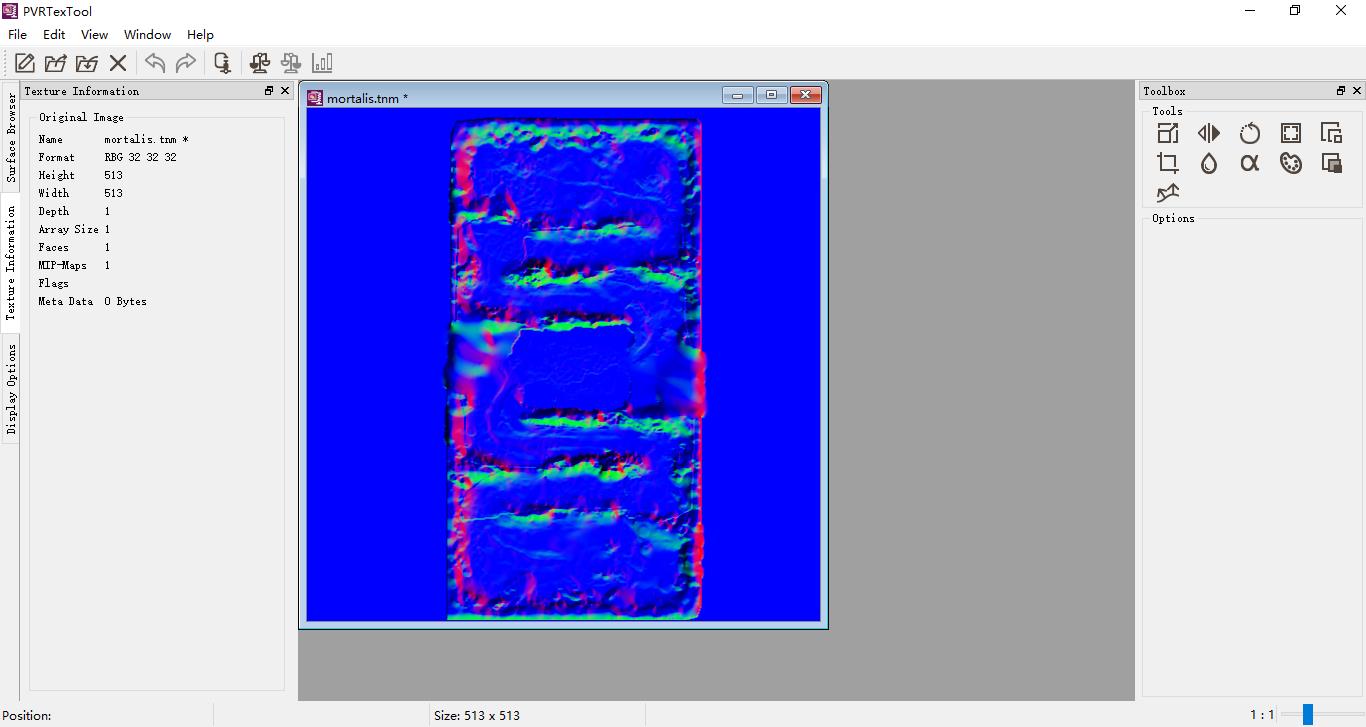 PVRTexTool
File Edit View Window Help
Texture Information
Surface Browser
Texture Information
Display Options
Original Image
Name mortalis.tnm *
Format RBG 32 32 32
Height 513
Width 513
Depth 1
Array Size 1
Faces 1
MIP-Maps 1
Flags
Meta Data 0 Bytes
mortalis.tnm *
Toolbox
Tools
α
Options
Position:
Size: 513 x 513
1 : 1